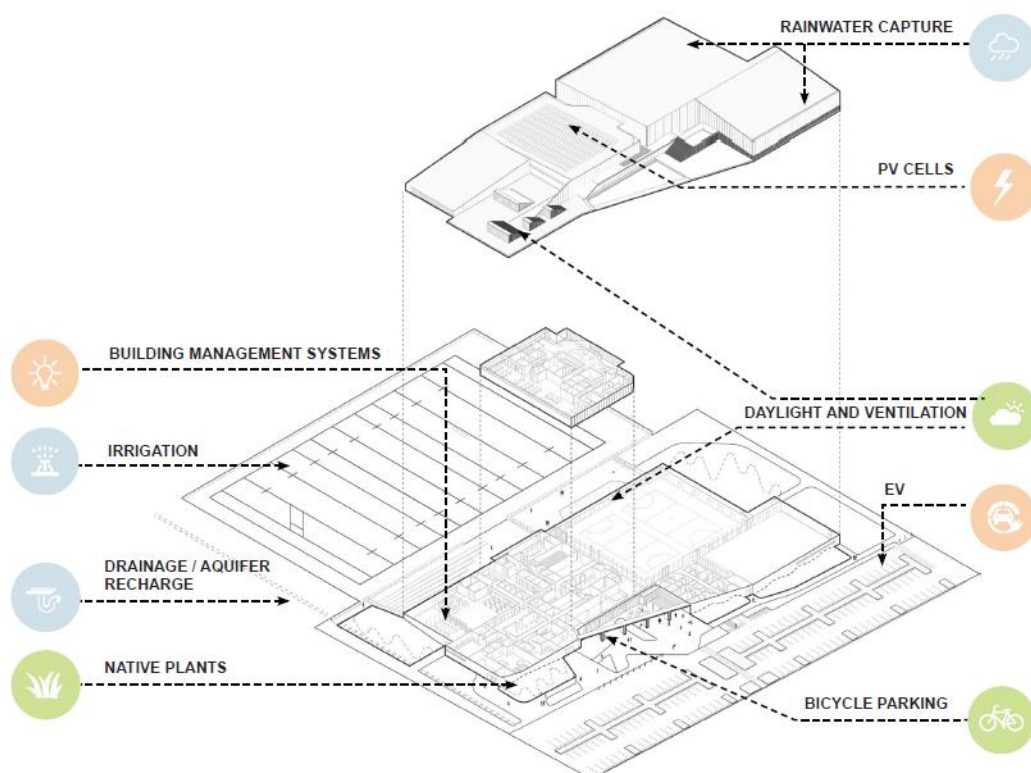 RAINWATER CAPTURE
PV CELLS
BUILDING MANAGEMENT SYSTEMS
DAYLIGHT AND VENTILATION
IRRIGATION
EV
DRAINAGE / AQUIFER
RECHARGE
NATIVE PLANTS
BICYCLE PARKING